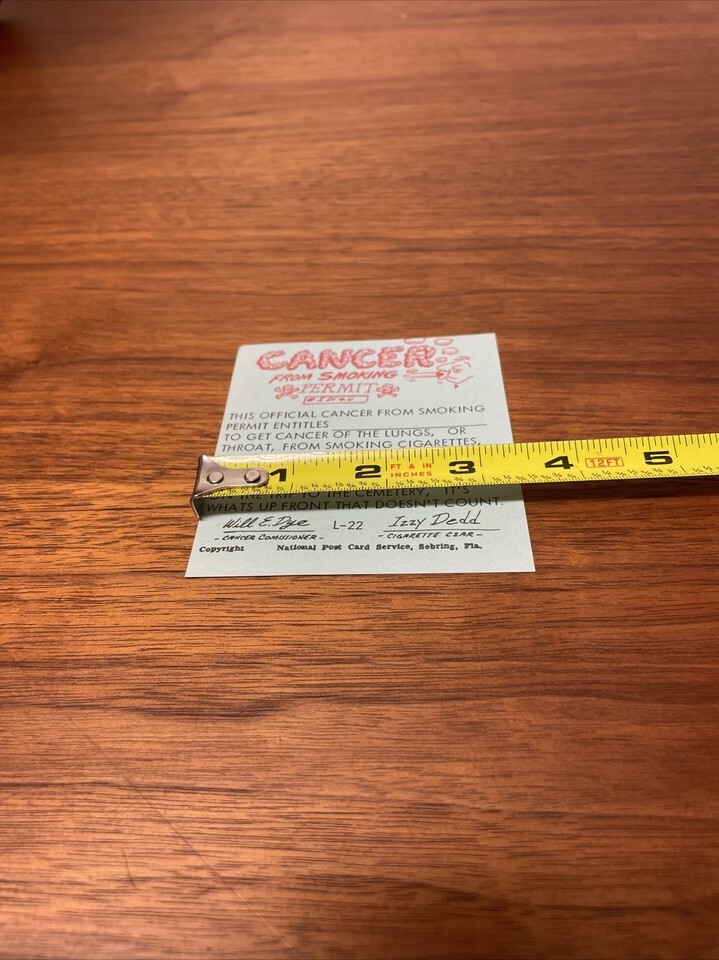 CANCER
FROM SMOKING
PERMIT
THIS OFFICIAL CANCER FROM SMOKING
PERMIT ENTITLES
TO GET CANCER OF THE LUNGS, OR
THROAT, FROM SMOKING CIGARETTES,
1 2 FT & IN INCHES 3 4 12FT 5
TO THE CEMETERY, IT'S
WHATS UP FRONT THAT DOESN'T COUNT.
Will E. Dye L-22 Izzy Dedd
- CANCER COMISSIONER - - CIGARETTE CZAR -
Copyright National Post Card Service, Sebring, Fla.